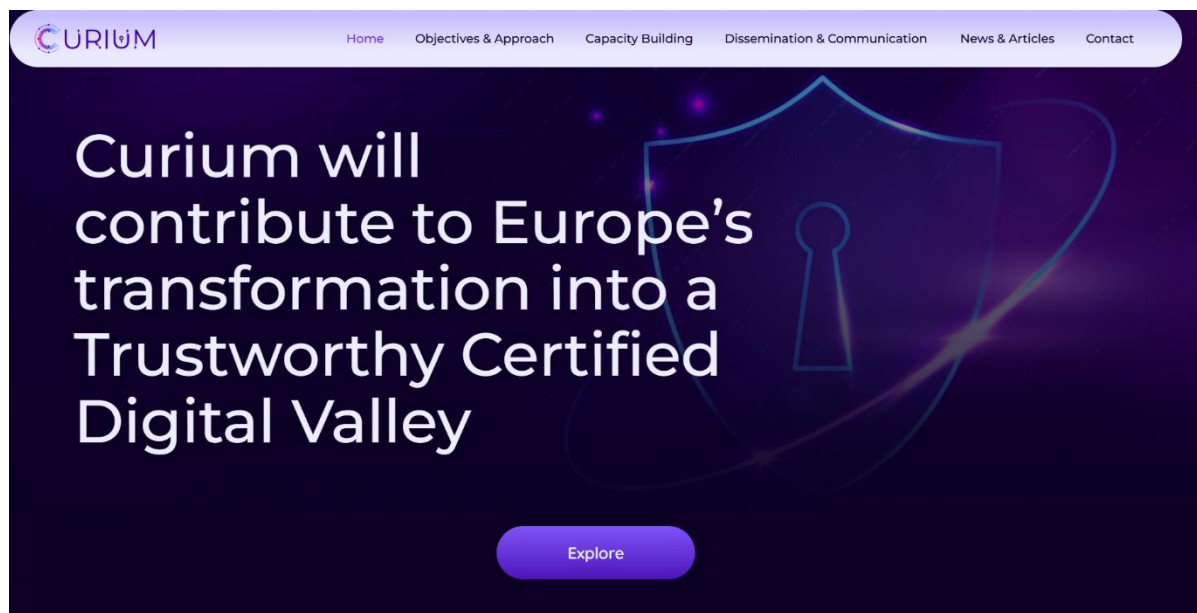 CURIUM
Home
Objectives & Approach
Capacity Building
Dissemination & Communication
News & Articles
Contact
Curium will
contribute to Europe’s
transformation into a
Trustworthy Certified
Digital Valley
Explore